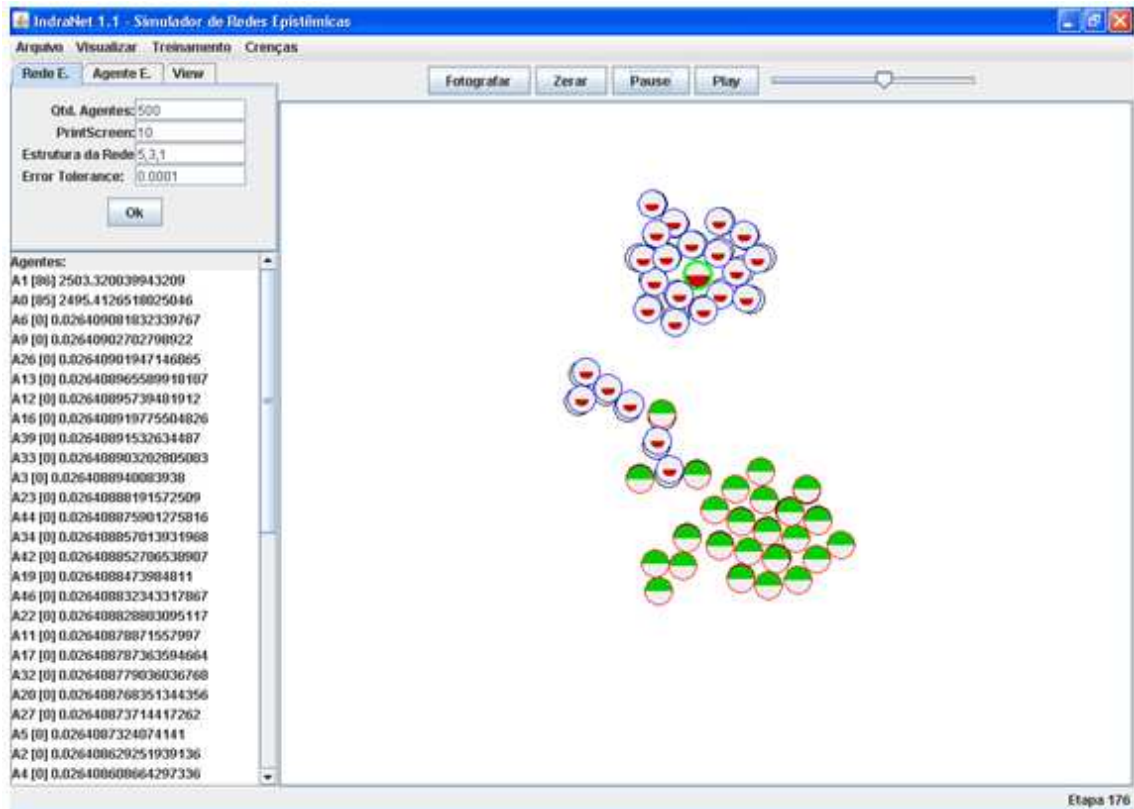 IndraNet 1.1 - Simulador de Redes Epistêmicas
Arquivo Visualizar Treinamento Crenças
Rede E. Agente E. View
Fotografar Zerar Pause Play
Qtd. Agentes: 500
PrintScreen: 10
Estrutura da Rede 5,3,1
Error Tolerance: 0.0001
Ok
Agentes:
A1 [86] 2503.320039943209
A0 [85] 2495.4126518025046
A6 [0] 0.026409081832339767
A9 [0] 0.02640902702798922
A26 [0] 0.02640901947146865
A13 [0] 0.026408965589918187
A12 [0] 0.02640895739481912
A16 [0] 0.026408919775504826
A39 [0] 0.02640891532634487
A33 [0] 0.026408903202805083
A3 [0] 0.0264088940083938
A23 [0] 0.02640888191572509
A44 [0] 0.026408875901275816
A34 [0] 0.026408857013931968
A42 [0] 0.026408852706538907
A19 [0] 0.0264088473984811
A46 [0] 0.026408832343317867
A22 [0] 0.026408828803095117
A11 [0] 0.02640878871557997
A17 [0] 0.026408787363594664
A32 [0] 0.026408779036036768
A20 [0] 0.026408768351344356
A27 [0] 0.02640873714417262
A5 [0] 0.0264087324074141
A2 [0] 0.026408629251939136
A4 [0] 0.026408608664297336
Etapa 176